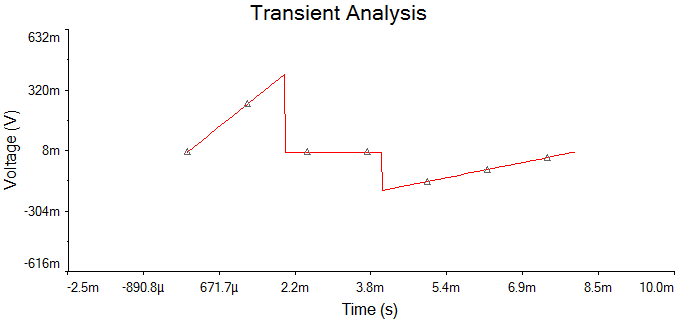 Transient Analysis
632m
320m
8m
-304m
-616m
Voltage (V)
-2.5m -890.8µ 671.7µ 2.2m 3.8m 5.4m 6.9m 8.5m 10.0m
Time (s)